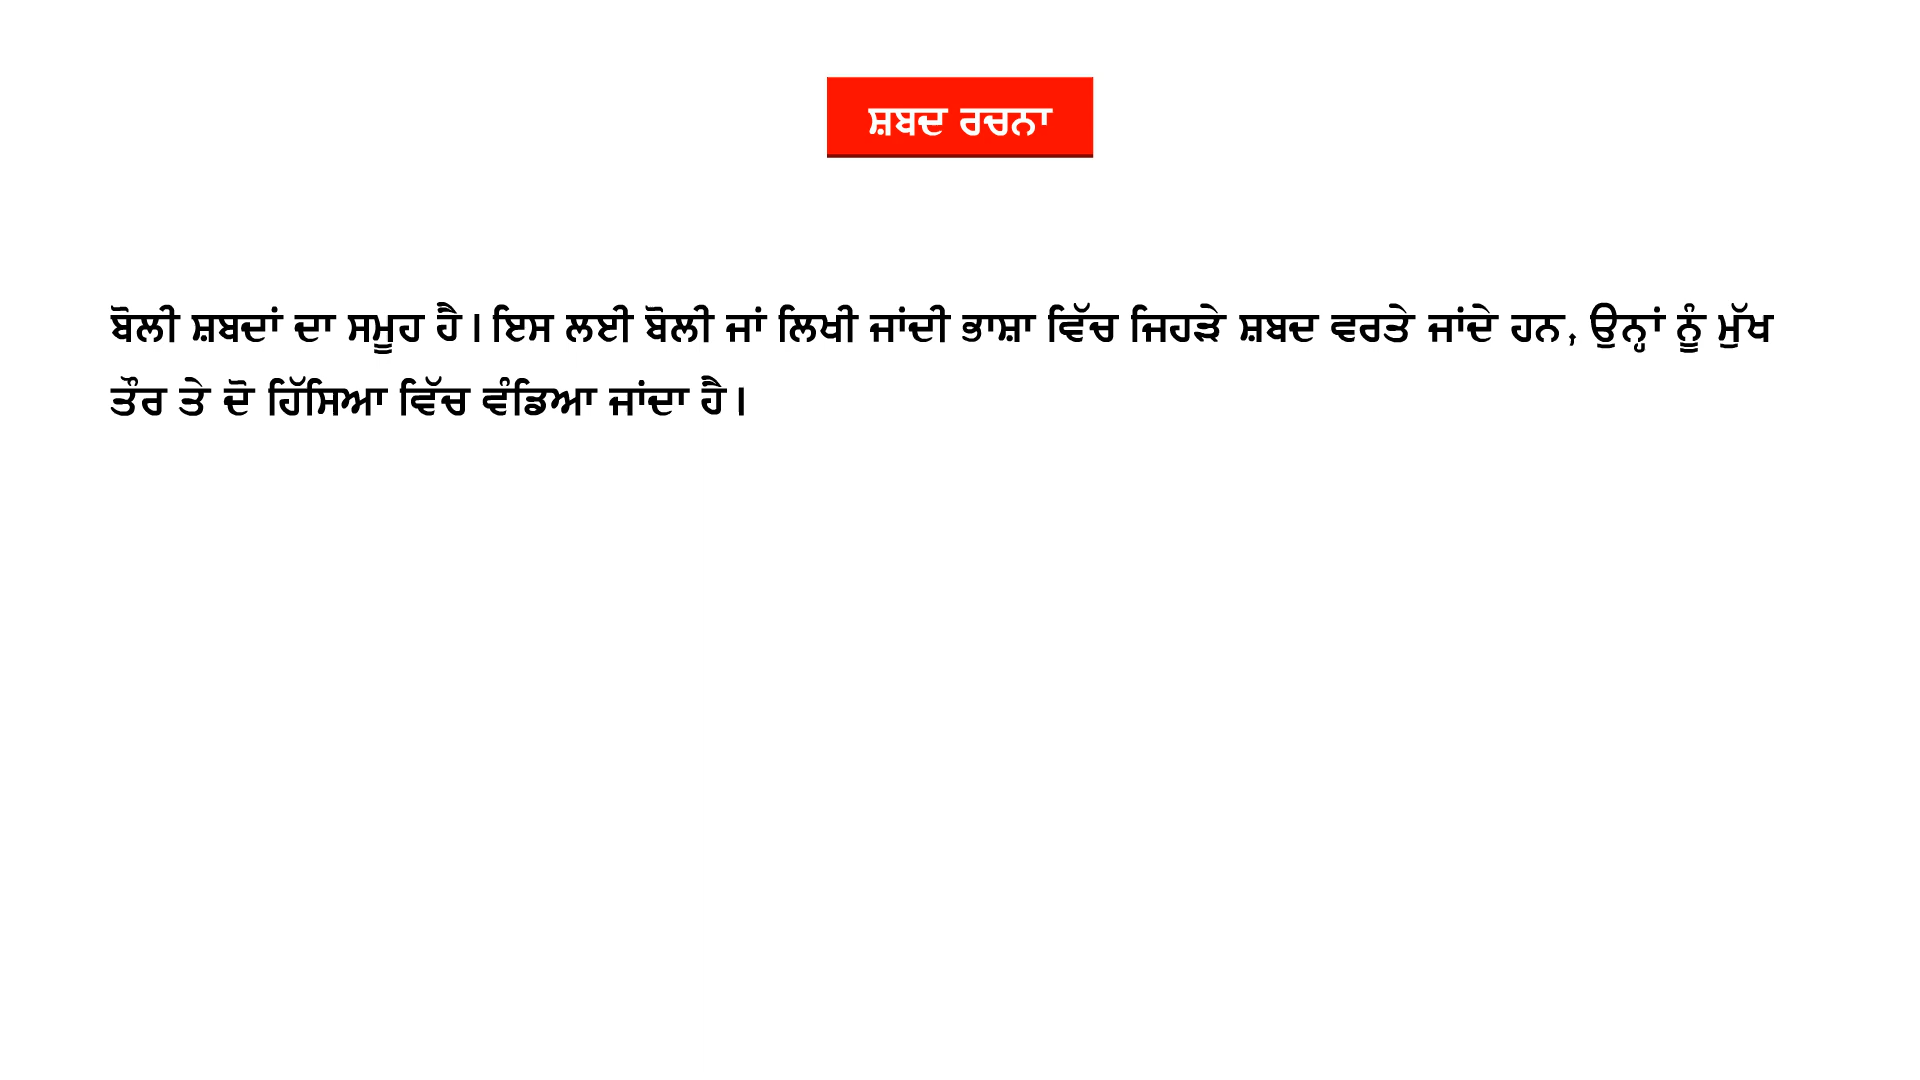 ਸ਼ਬਦ ਰਚਨਾ
ਬੋਲੀ ਸ਼ਬਦਾਂ ਦਾ ਸਮੂਹ ਹੈ। ਇਸ ਲਈ ਬੋਲੀ ਜਾਂ ਲਿਖੀ ਜਾਂਦੀ ਭਾਸ਼ਾ ਵਿੱਚ ਜਿਹੜੇ ਸ਼ਬਦ ਵਰਤੇ ਜਾਂਦੇ ਹਨ, ਉਨ੍ਹਾਂ ਨੂੰ ਮੁੱਖ
ਤੌਰ ਤੇ ਦੋ ਹਿੱਸਿਆ ਵਿੱਚ ਵੰਡਿਆ ਜਾਂਦਾ ਹੈ।